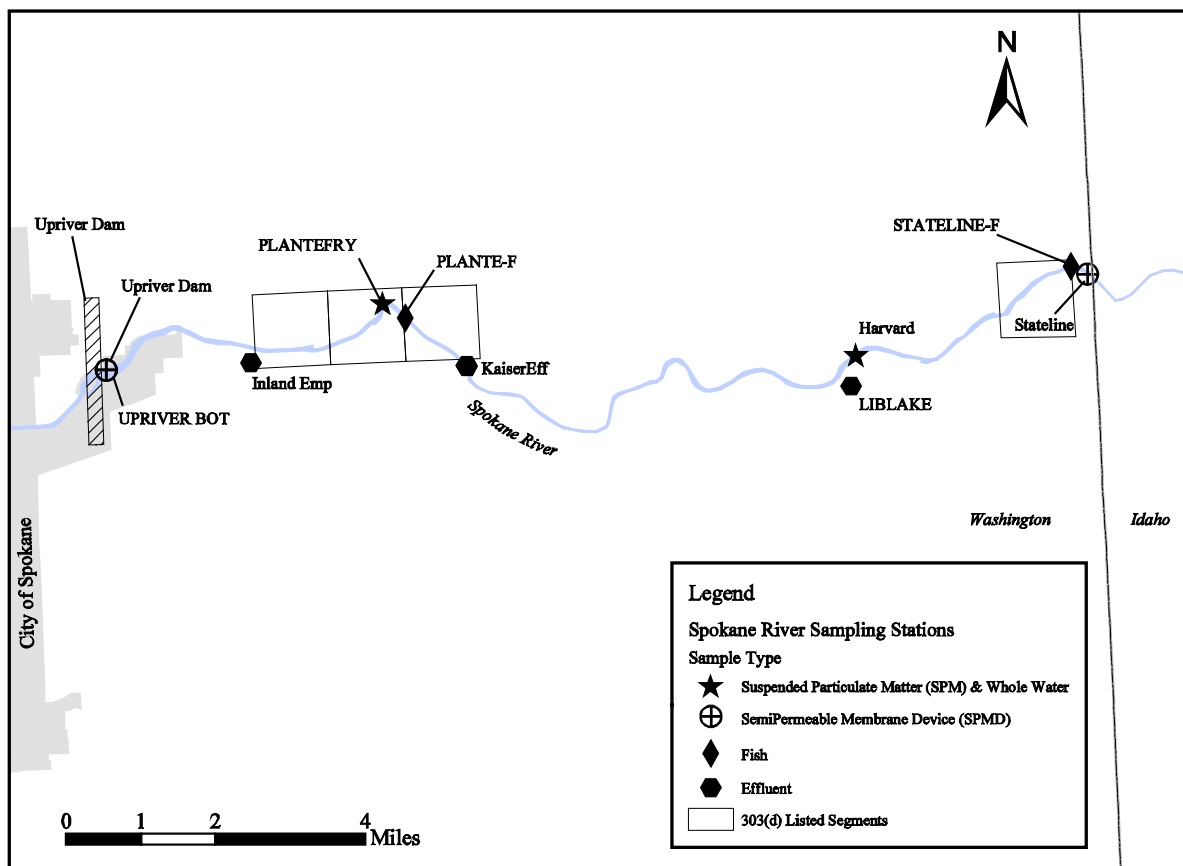 N
STATELINE-F
Upriver Dam
PLANTEFRY
PLANTE-F
Upriver Dam
Stateline
Harvard
Inland Emp
KaiserEff
LIBLAKE
UPRIVER BOT
Spokane River
Washington
Idaho
City of Spokane
Legend
Spokane River Sampling Stations
Sample Type
Suspended Particulate Matter (SPM) & Whole Water
SemiPermeable Membrane Device (SPMD)
Fish
Effluent
303(d) Listed Segments
0 1 2 4
Miles